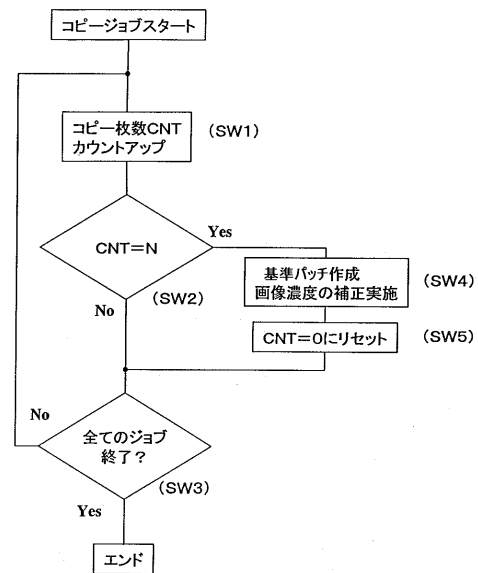 コピージョブスタート
コピー枚数CNT
カウントアップ
(SW1)
CNT=N
Yes
(SW2)
No
基準パッチ作成
画像濃度の補正実施
(SW4)
CNT=0にリセット
(SW5)
No
全てのジョブ
終了?
(SW3)
Yes
エンド